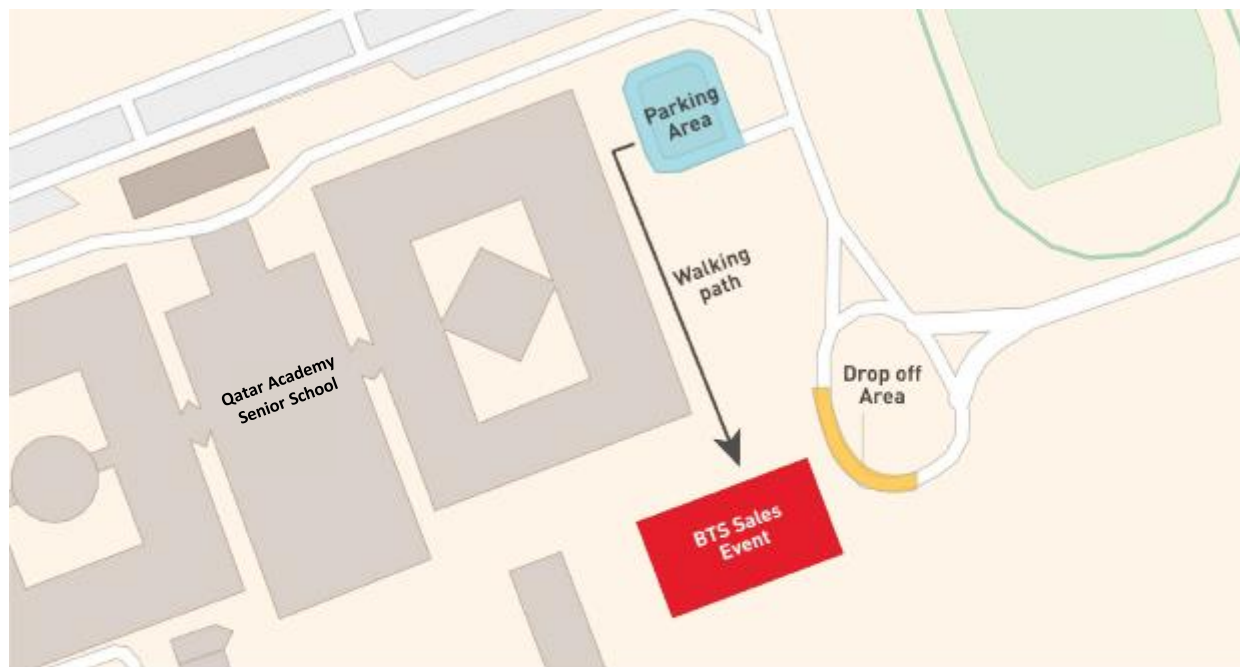 Parking
Area
Walking
path
Qatar Academy
Senior School
Drop off
Area
BTS Sales
Event